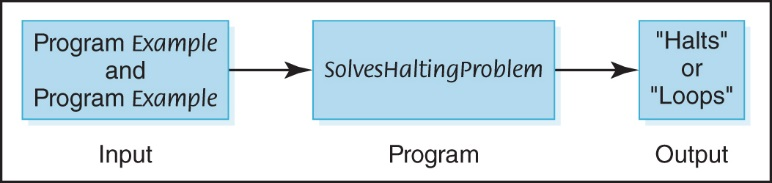 Program Example
and
Program Example
SolvesHaltingProblem
"Halts"
or
"Loops"
Input
Program
Output